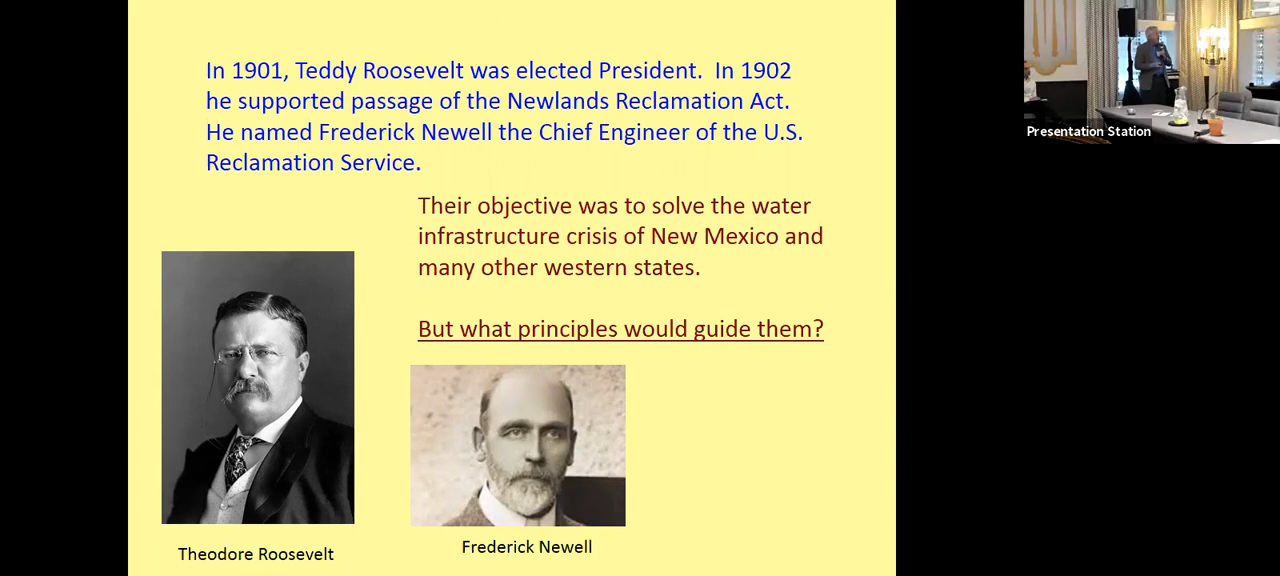 In 1901, Teddy Roosevelt was elected President. In 1902
he supported passage of the Newlands Reclamation Act.
He named Frederick Newell the Chief Engineer of the U.S.
Reclamation Service.
Their objective was to solve the water
infrastructure crisis of New Mexico and
many other western states.
But what principles would guide them?
Theodore Roosevelt
Frederick Newell
Presentation Station